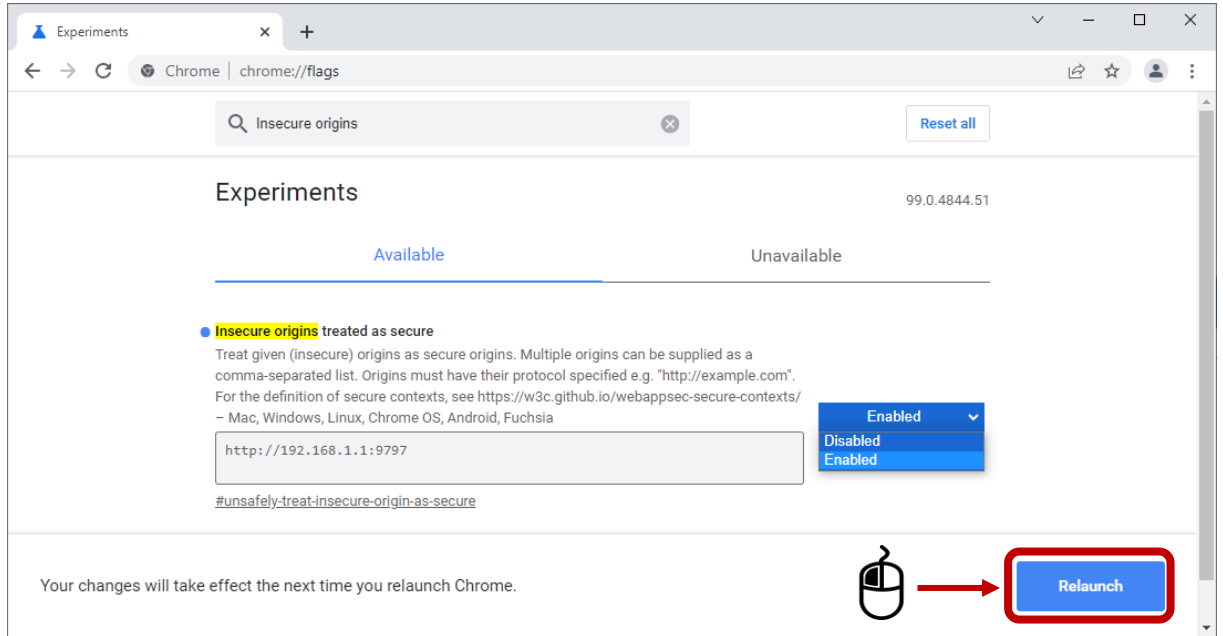 Experiments
Chrome | chrome://flags
Insecure origins
Reset all
Experiments
99.0.4844.51
Available
Unavailable
Insecure origins treated as secure
Treat given (insecure) origins as secure origins. Multiple origins can be supplied as a
comma-separated list. Origins must have their protocol specified e.g. "http://example.com".
For the definition of secure contexts, see https://w3c.github.io/webappsec-secure-contexts/
– Mac, Windows, Linux, Chrome OS, Android, Fuchsia
Enabled
Disabled
Enabled
http://192.168.1.1:9797
#unsafely-treat-insecure-origin-as-secure
Your changes will take effect the next time you relaunch Chrome.
Relaunch